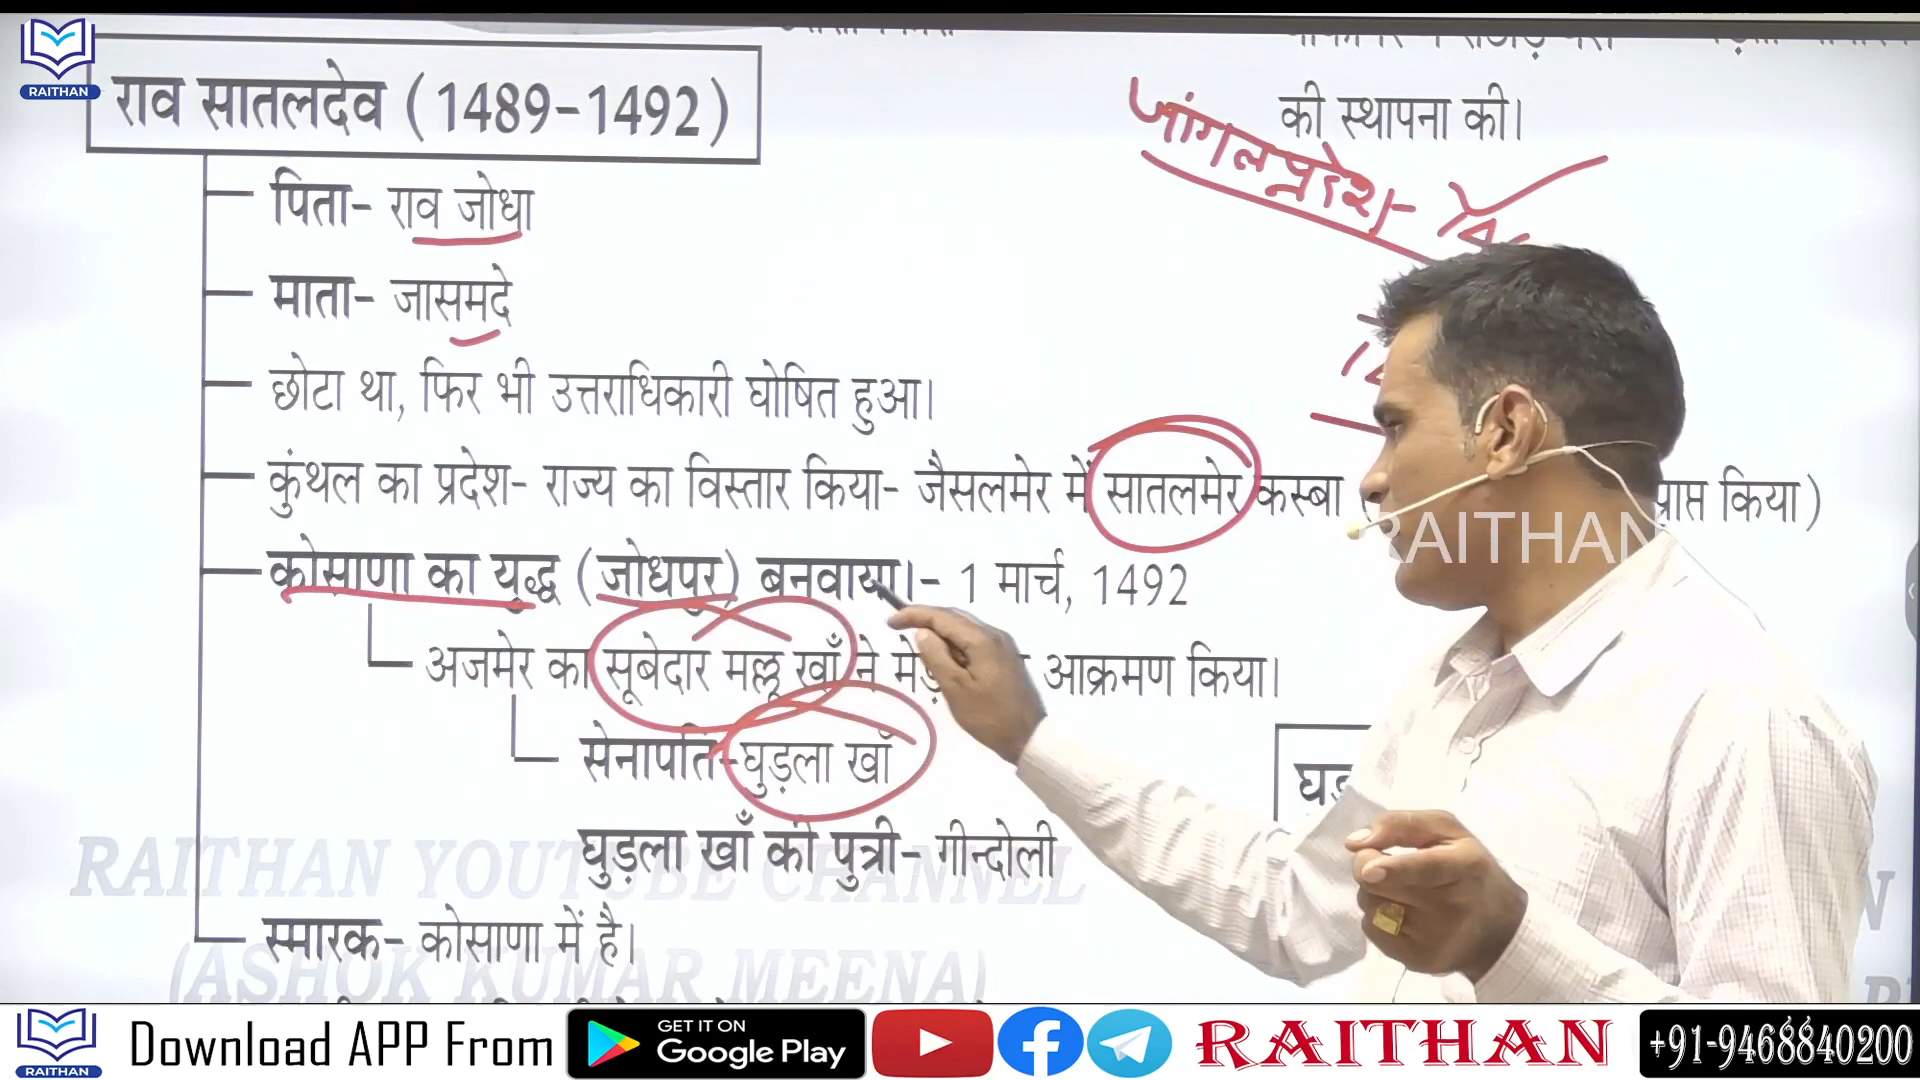 RAITHAN
राव सातलदेव (1489-1492)
की स्थापना की।
जांगलप्रदेश-
पिता- राव जोधा
माता- जासमदे
छोटा था, फिर भी उत्तराधिकारी घोषित हुआ।
कुंथल का प्रदेश- राज्य का विस्तार किया- जैसलमेर में सातलमेर कस्बा प्राप्त किया)
RAITHAN
कोसाणा का युद्ध (जोधपुर) बनवाया।- 1 मार्च, 1492
अजमेर का सूबेदार मल्लू खाँ ने आक्रमण किया।
सेनापति-घुड़ला खाँ
घुड़ला खाँ की पुत्री- गीन्दोली
RAITHAN YOUTUBE CHANNEL
स्मारक- कोसाणा में है।
(ASHOK KUMAR MEENA)
RAITHAN
Download APP From
GET IT ON
Google Play
RAITHAN
+91-9468840200